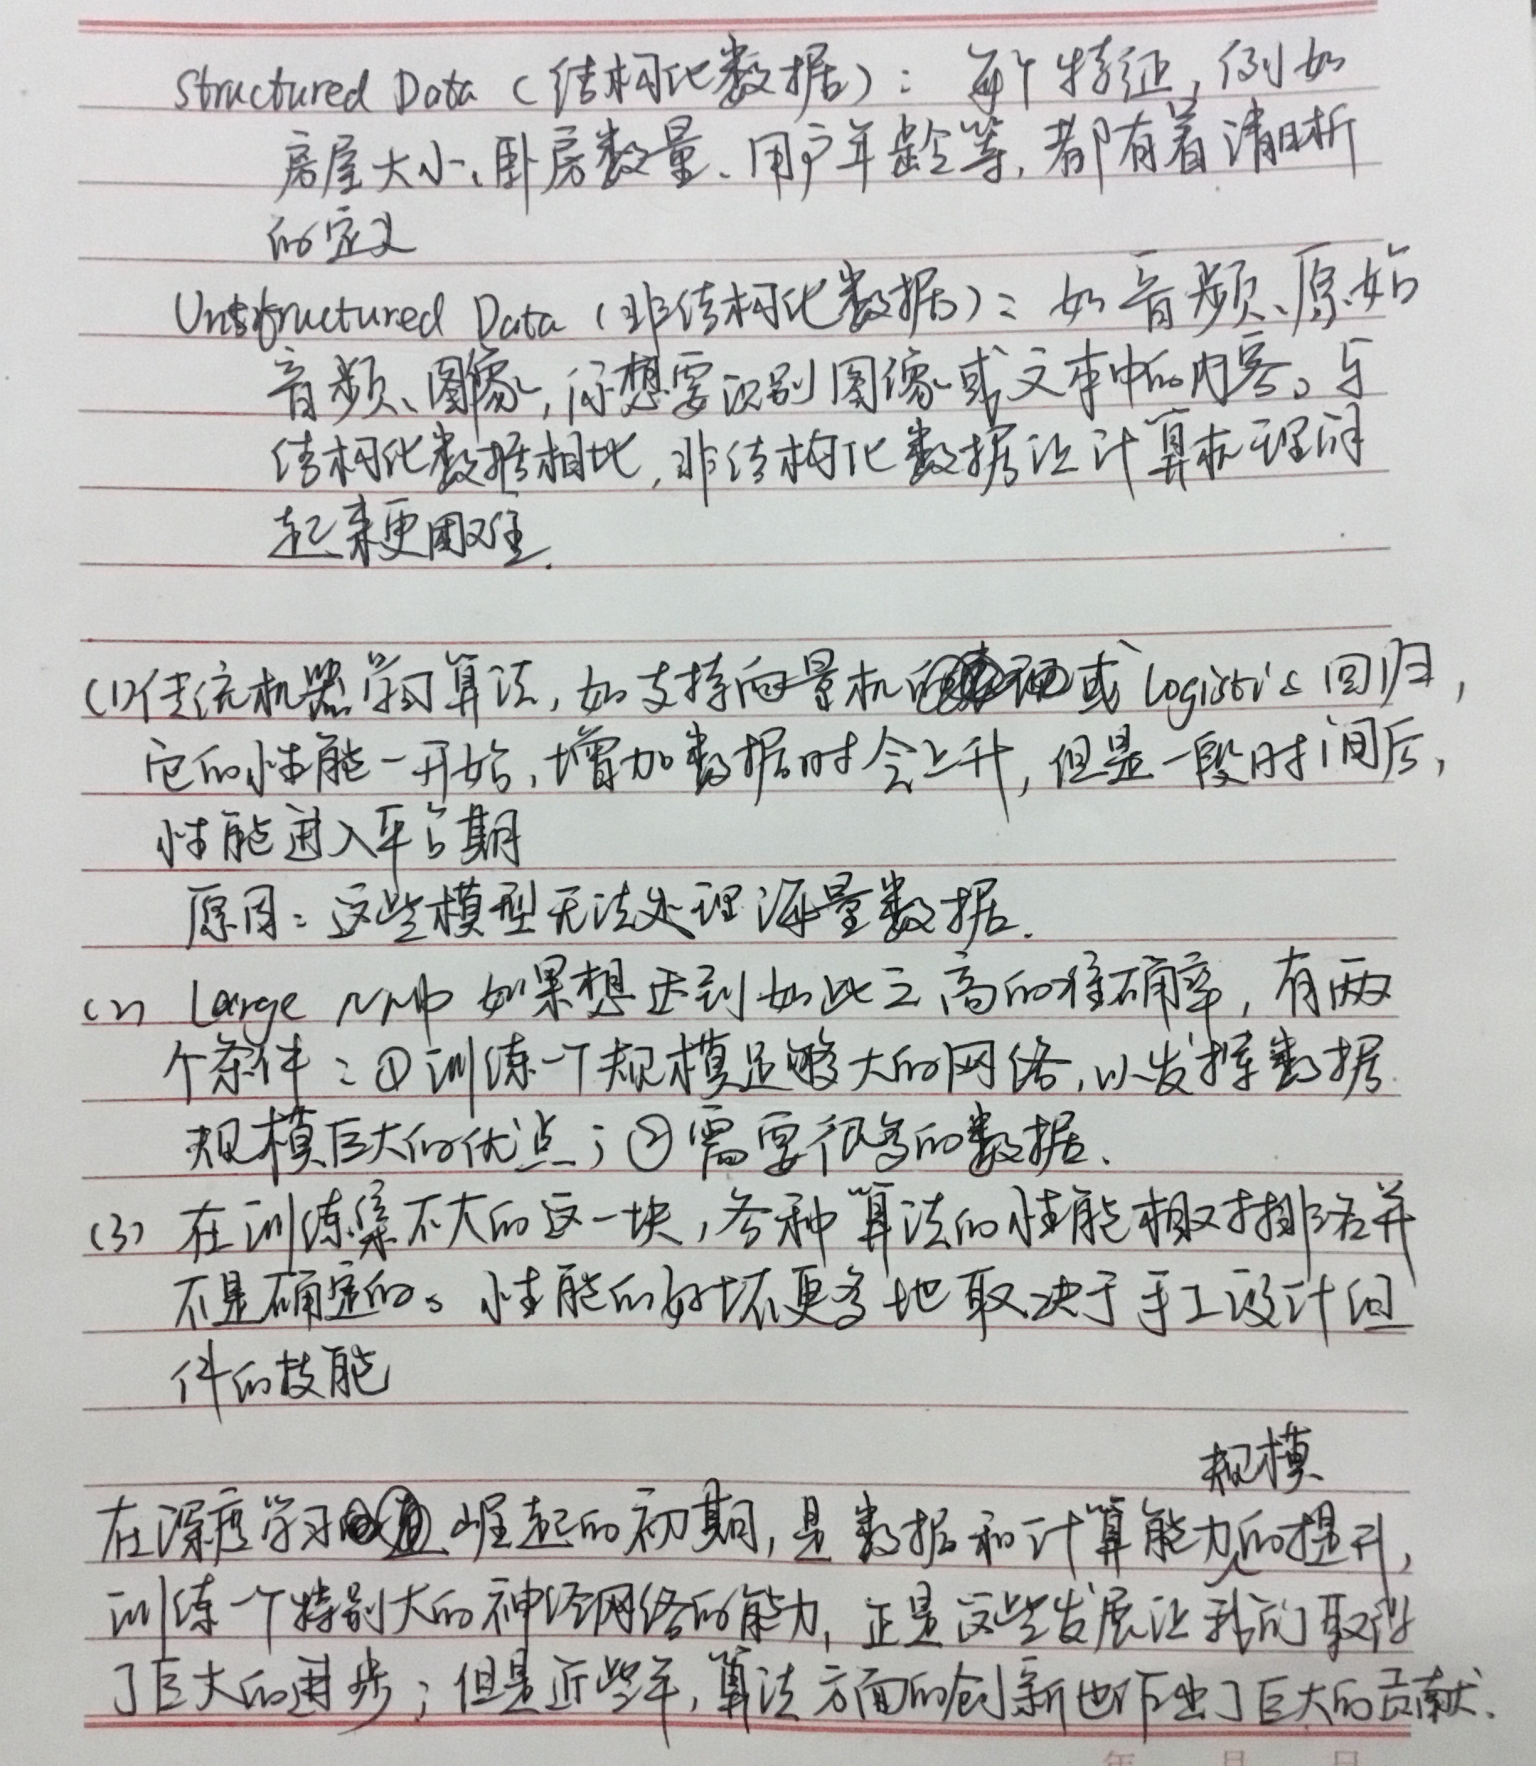 Structured Data（结构化数据）：每个特征，例如
房屋大小、卧房数量、用户年龄等，都有着清晰
的定义
Unstructured Data（非结构化数据）：如音频、原始
音频、图像，你想要识别图像或文本中的内容。与
结构化数据相比，非结构化数据让计算机理解
起来更困难.
(1)传统机器学习算法，如支持向量机或Logistic回归，
它的性能一开始，增加数据时会上升，但是一段时间后，
性能进入平台期
原因：这些模型无法处理海量数据.
(2) Large NN 如果想达到如此之高的准确率，有两
个条件：①训练一个规模足够大的网络，以发挥数据
规模巨大的优点；②需要很多的数据.
(3) 在训练集不大的这一块，各种算法的性能相对排名并
不是确定的。性能的好坏更多地取决于手工设计组
件的技能
规模
在深度学习崛起的初期，是数据和计算能力的提升，
训练一个特别大的神经网络的能力，正是这些发展让我们取得
了巨大的进步；但是近些年，算法方面的创新也作出了巨大的贡献.
年 月 日